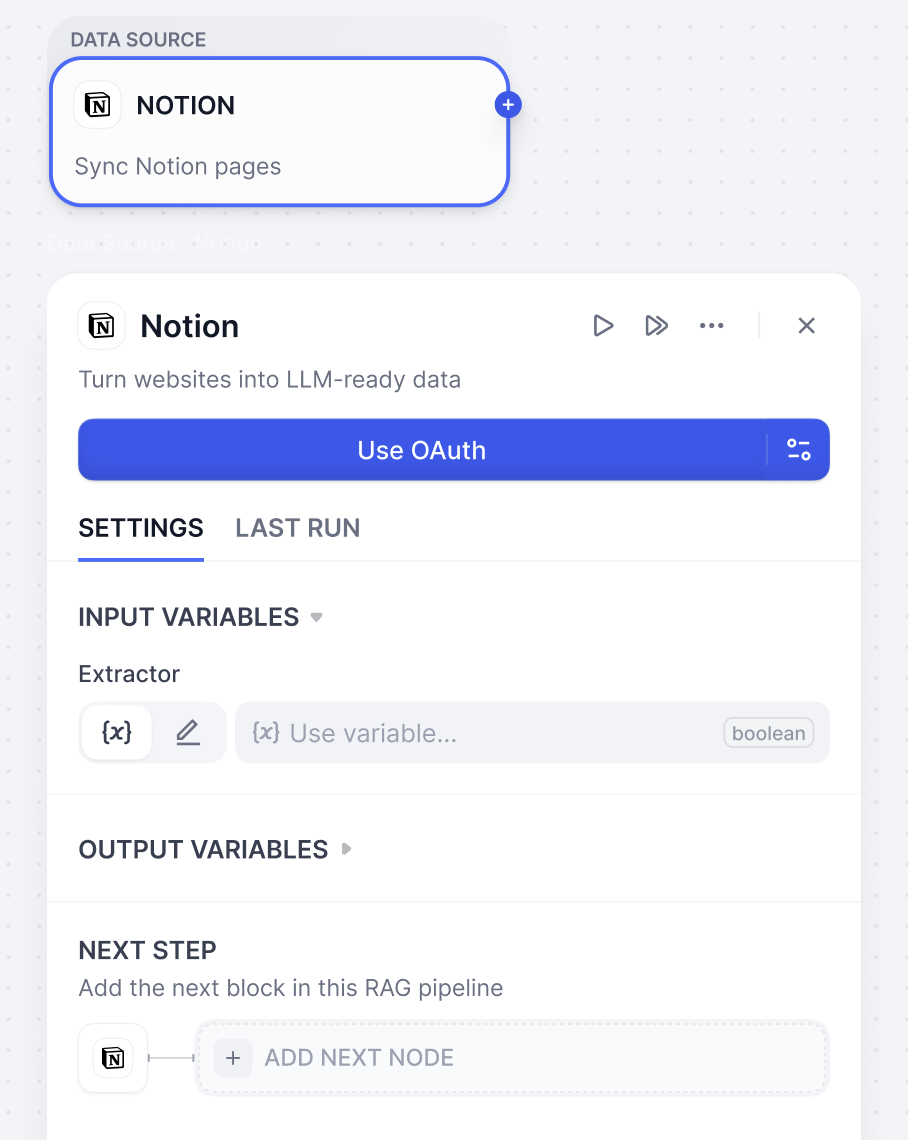 DATA SOURCE
NOTION
Sync Notion pages
Data Source Notion
Notion
Turn websites into LLM-ready data
Use OAuth
SETTINGS LAST RUN
INPUT VARIABLES
Extractor
{x} {x} Use variable... boolean
OUTPUT VARIABLES
NEXT STEP
Add the next block in this RAG pipeline
+ ADD NEXT NODE